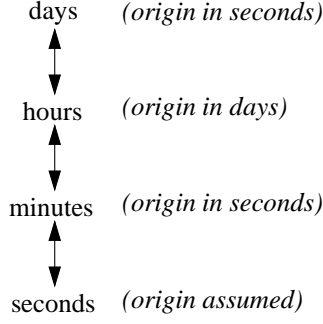 days (origin in seconds)
hours (origin in days)
minutes (origin in seconds)
seconds (origin assumed)